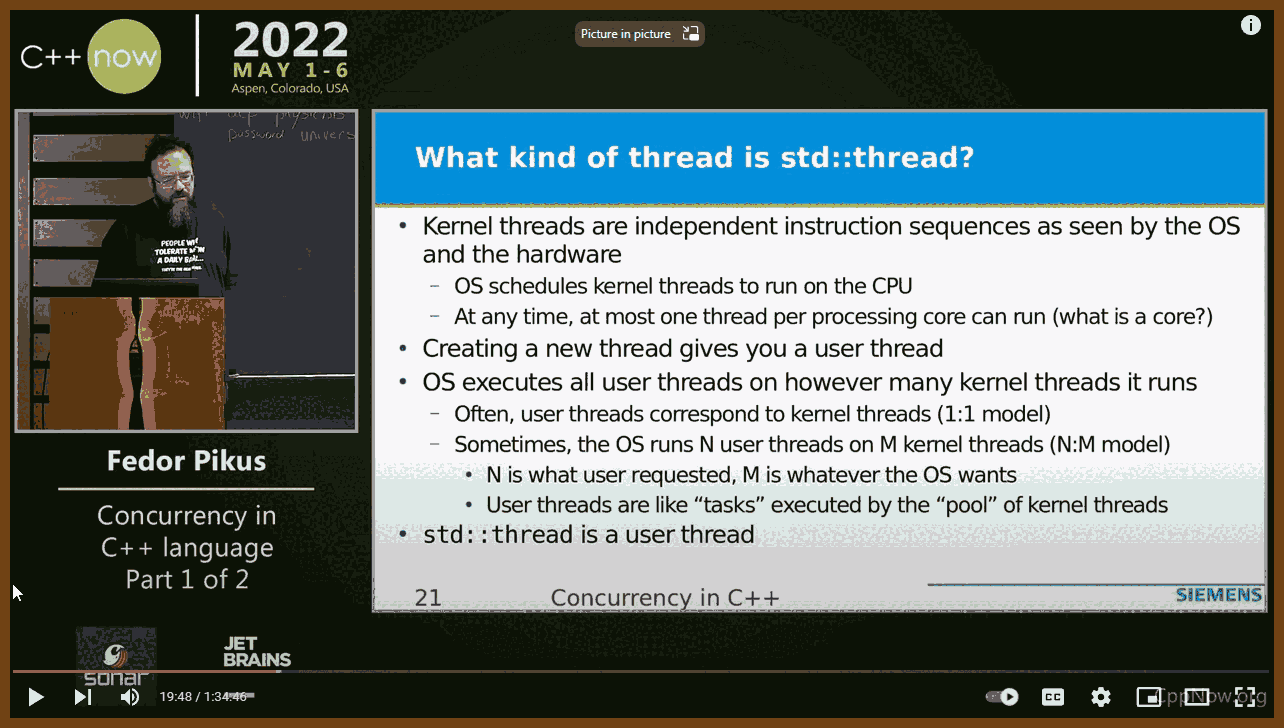 Picture in picture
C++ now
2022
MAY 1-6
Aspen, Colorado, USA
password univers
PEOPLE
TOLERATE
A DAILY
What kind of thread is std::thread?
• Kernel threads are independent instruction sequences as seen by the OS
and the hardware
– OS schedules kernel threads to run on the CPU
– At any time, at most one thread per processing core can run (what is a core?)
• Creating a new thread gives you a user thread
• OS executes all user threads on however many kernel threads it runs
– Often, user threads correspond to kernel threads (1:1 model)
– Sometimes, the OS runs N user threads on M kernel threads (N:M model)
• N is what user requested, M is whatever the OS wants
• User threads are like “tasks” executed by the “pool” of kernel threads
• std::thread is a user thread
21
Concurrency in C++
SIEMENS
Fedor Pikus
Concurrency in
C++ language
Part 1 of 2
sonar
JET
BRAINS
19:48 / 1:34:46
CC
CppNow.org